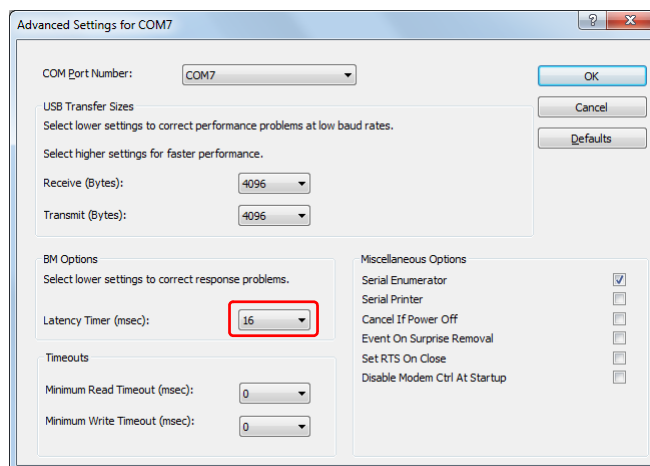 Advanced Settings for COM7
COM Port Number:
COM7
OK
Cancel
Defaults
USB Transfer Sizes
Select lower settings to correct performance problems at low baud rates.
Select higher settings for faster performance.
Receive (Bytes):
4096
Transmit (Bytes):
4096
BM Options
Select lower settings to correct response problems.
Latency Timer (msec):
16
Timeouts
Minimum Read Timeout (msec):
0
Minimum Write Timeout (msec):
0
Miscellaneous Options
Serial Enumerator
Serial Printer
Cancel If Power Off
Event On Surprise Removal
Set RTS On Close
Disable Modem Ctrl At Startup